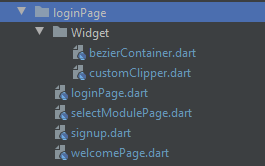 loginPage
Widget
bezierContainer.dart
customClipper.dart
loginPage.dart
selectModulePage.dart
signup.dart
welcomePage.dart